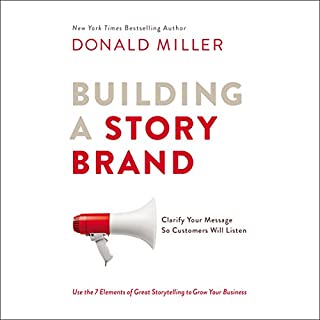 New York Times Bestselling Author
DONALD MILLER
BUILDING
A STORY
BRAND
Clarify Your Message
So Customers Will Listen
Use the 7 Elements of Great Storytelling to Grow Your Business